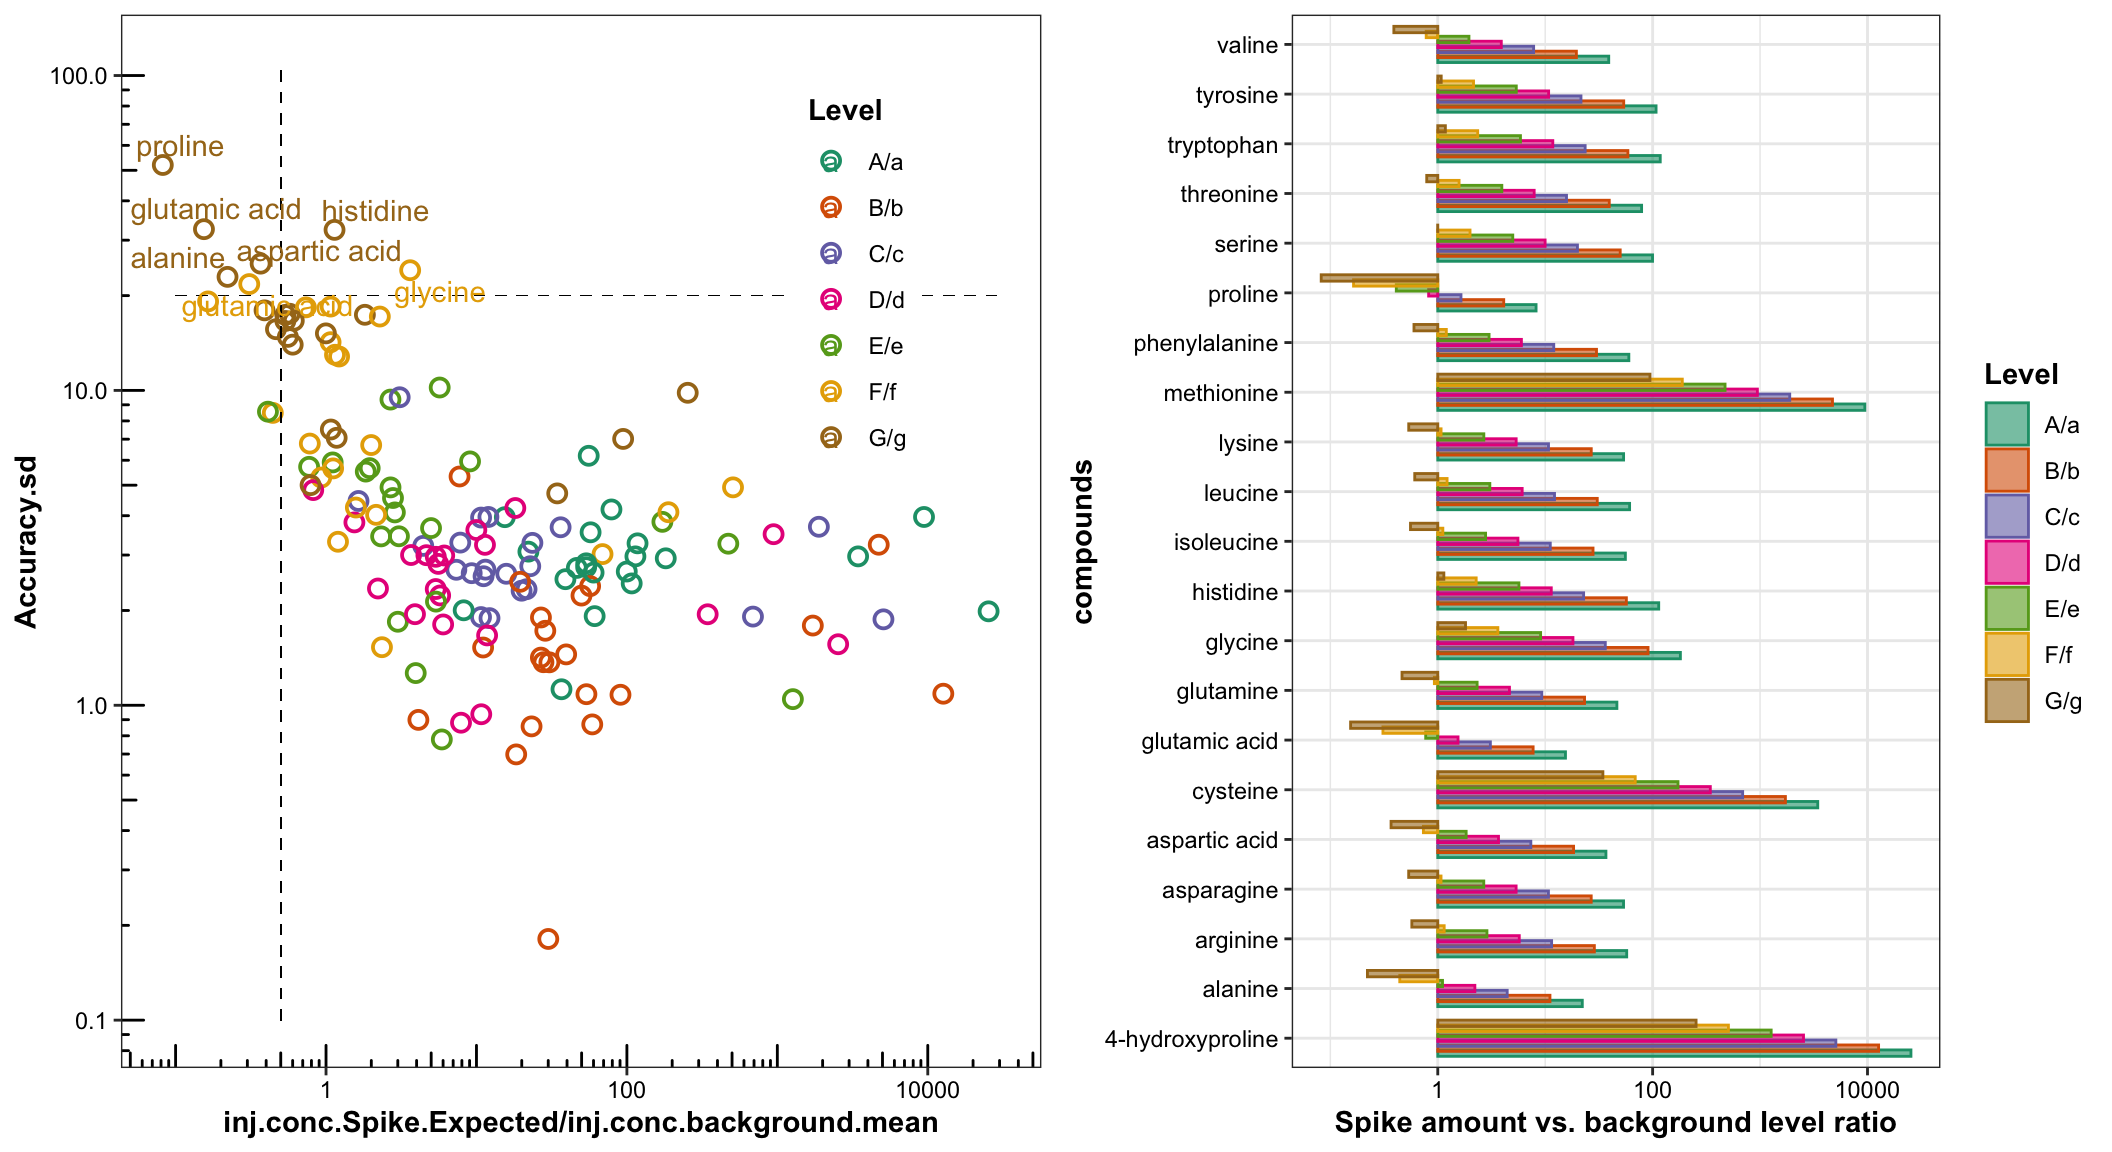 100.0
10.0
1.0
0.1
Accuracy.sd
proline
glutamic acid
histidine
alanine
aspartic acid
glycine
glutamic acid
Level
A/a
B/b
C/c
D/d
E/e
F/f
G/g
1
100
10000
inj.conc.Spike.Expected/inj.conc.background.mean
compounds
valine
tyrosine
tryptophan
threonine
serine
proline
phenylalanine
methionine
lysine
leucine
isoleucine
histidine
glycine
glutamine
glutamic acid
cysteine
aspartic acid
asparagine
arginine
alanine
4-hydroxyproline
1
100
10000
Spike amount vs. background level ratio
Level
A/a
B/b
C/c
D/d
E/e
F/f
G/g